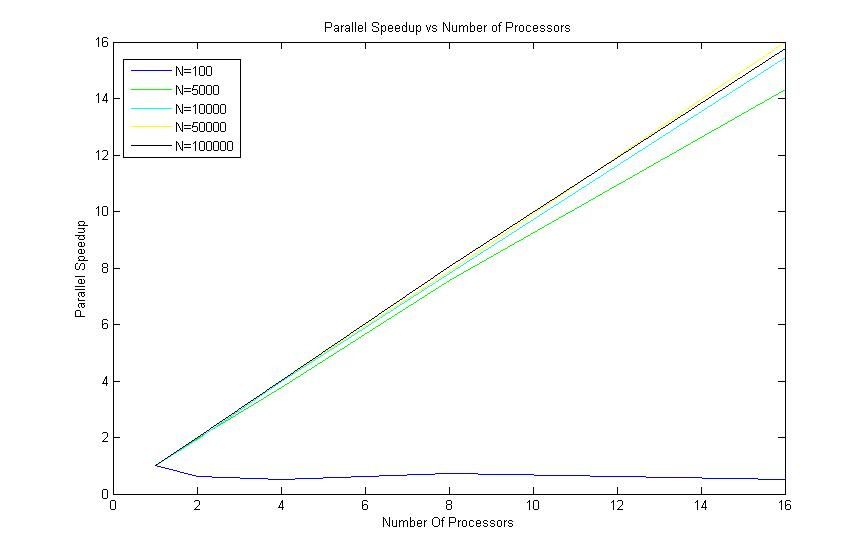 Parallel Speedup vs Number of Processors
16
14
12
10
8
6
4
2
0
Parallel Speedup
N=100
N=5000
N=10000
N=50000
N=100000
0 2 4 6 8 10 12 14 16
Number Of Processors